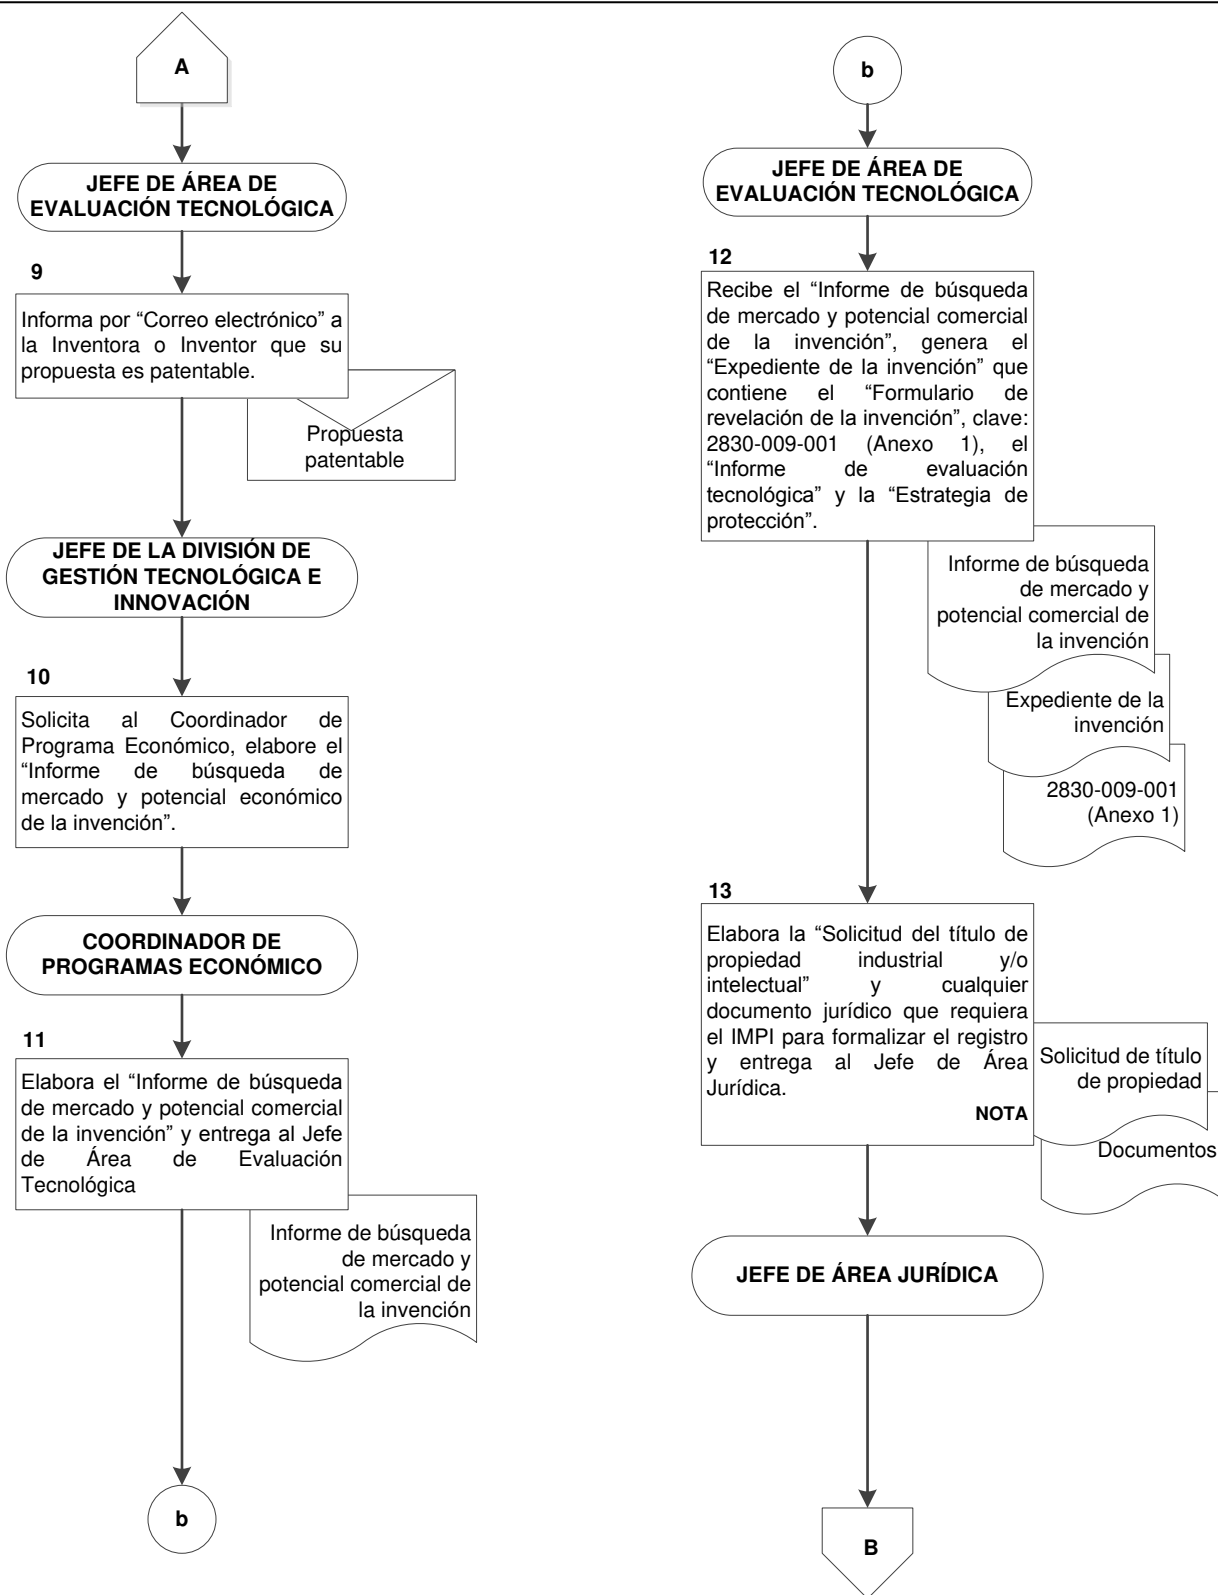 A
JEFE DE ÁREA DE
EVALUACIÓN TECNOLÓGICA
9
Informa por “Correo electrónico” a
la Inventora o Inventor que su
propuesta es patentable.
Propuesta
patentable
JEFE DE LA DIVISIÓN DE
GESTIÓN TECNOLÓGICA E
INNOVACIÓN
10
Solicita al Coordinador de
Programa Económico, elabore el
“Informe de búsqueda de
mercado y potencial económico
de la invención”.
COORDINADOR DE
PROGRAMAS ECONÓMICO
11
Elabora el “Informe de búsqueda
de mercado y potencial comercial
de la invención” y entrega al Jefe
de Área de Evaluación
Tecnológica
Informe de búsqueda
de mercado y
potencial comercial de
la invención
b
b
JEFE DE ÁREA DE
EVALUACIÓN TECNOLÓGICA
12
Recibe el “Informe de búsqueda
de mercado y potencial comercial
de la invención”, genera el
“Expediente de la invención” que
contiene el “Formulario de
revelación de la invención”, clave:
2830-009-001 (Anexo 1), el
“Informe de evaluación
tecnológica” y la “Estrategia de
protección”.
Informe de búsqueda
de mercado y
potencial comercial de
la invención
Expediente de la
invención
2830-009-001
(Anexo 1)
13
Elabora la “Solicitud del título de
propiedad industrial y/o
intelectual” y cualquier
documento jurídico que requiera
el IMPI para formalizar el registro
y entrega al Jefe de Área
Jurídica.
NOTA
Solicitud de título
de propiedad
Documentos
JEFE DE ÁREA JURÍDICA
B